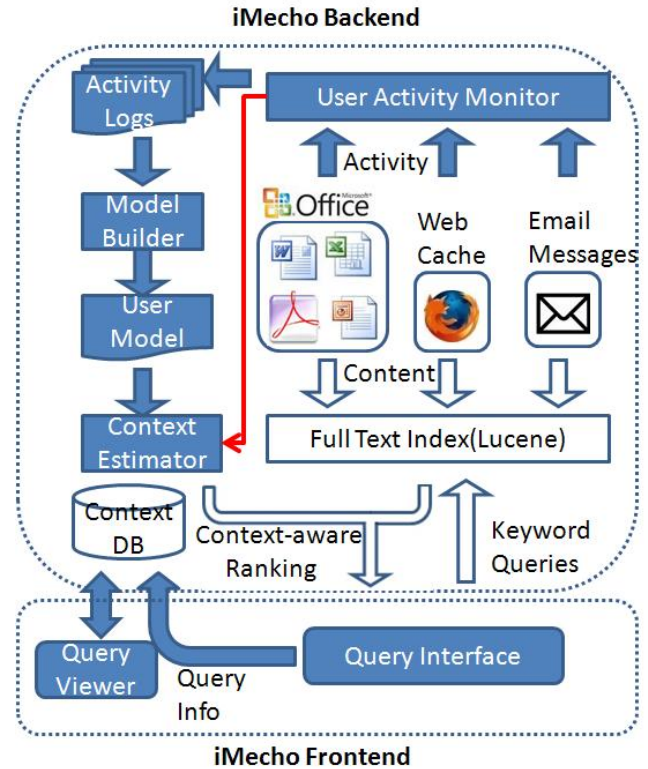 iMecho Backend
Activity
Logs
User Activity Monitor
Activity
Model
Builder
Microsoft
Office
Web
Cache
Email
Messages
User
Model
Content
Context
Estimator
Full Text Index(Lucene)
Context
DB
Context-aware
Ranking
Keyword
Queries
Query
Viewer
Query
Info
Query Interface
iMecho Frontend